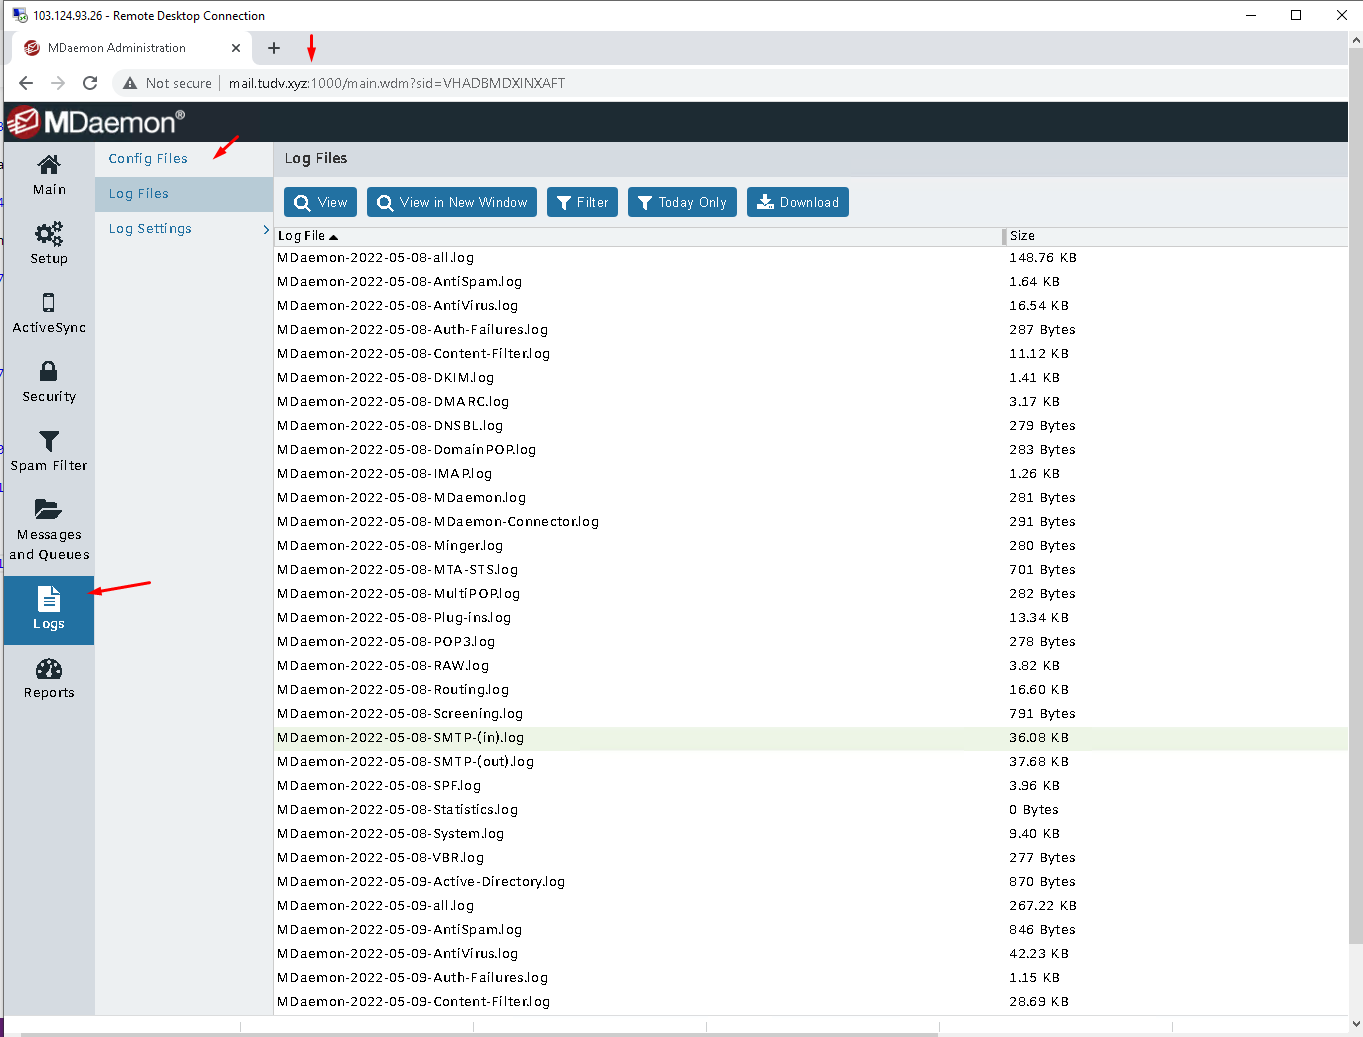 103.124.93.26 - Remote Desktop Connection
MDaemon Administration
Not secure mail.tudv.xyz:1000/main.wdm?sid=VHADBMDXINXAFT
MDaemon®
Main
Setup
ActiveSync
Security
Spam Filter
Messages
and Queues
Logs
Reports
Config Files
Log Files
Log Settings
Log Files
View View in New Window Filter Today Only Download
Log File Size
MDaemon-2022-05-08-all.log 148.76 KB
MDaemon-2022-05-08-AntiSpam.log 1.64 KB
MDaemon-2022-05-08-AntiVirus.log 16.54 KB
MDaemon-2022-05-08-Auth-Failures.log 287 Bytes
MDaemon-2022-05-08-Content-Filter.log 11.12 KB
MDaemon-2022-05-08-DKIM.log 1.41 KB
MDaemon-2022-05-08-DMARC.log 3.17 KB
MDaemon-2022-05-08-DNSBL.log 279 Bytes
MDaemon-2022-05-08-DomainPOP.log 283 Bytes
MDaemon-2022-05-08-IMAP.log 1.26 KB
MDaemon-2022-05-08-MDaemon.log 281 Bytes
MDaemon-2022-05-08-MDaemon-Connector.log 291 Bytes
MDaemon-2022-05-08-Minger.log 280 Bytes
MDaemon-2022-05-08-MTA-STS.log 701 Bytes
MDaemon-2022-05-08-MultiPOP.log 282 Bytes
MDaemon-2022-05-08-Plug-ins.log 13.34 KB
MDaemon-2022-05-08-POP3.log 278 Bytes
MDaemon-2022-05-08-RAW.log 3.82 KB
MDaemon-2022-05-08-Routing.log 16.60 KB
MDaemon-2022-05-08-Screening.log 791 Bytes
MDaemon-2022-05-08-SMTP-(in).log 36.08 KB
MDaemon-2022-05-08-SMTP-(out).log 37.68 KB
MDaemon-2022-05-08-SPF.log 3.96 KB
MDaemon-2022-05-08-Statistics.log 0 Bytes
MDaemon-2022-05-08-System.log 9.40 KB
MDaemon-2022-05-08-VBR.log 277 Bytes
MDaemon-2022-05-09-Active-Directory.log 870 Bytes
MDaemon-2022-05-09-all.log 267.22 KB
MDaemon-2022-05-09-AntiSpam.log 846 Bytes
MDaemon-2022-05-09-AntiVirus.log 42.23 KB
MDaemon-2022-05-09-Auth-Failures.log 1.15 KB
MDaemon-2022-05-09-Content-Filter.log 28.69 KB